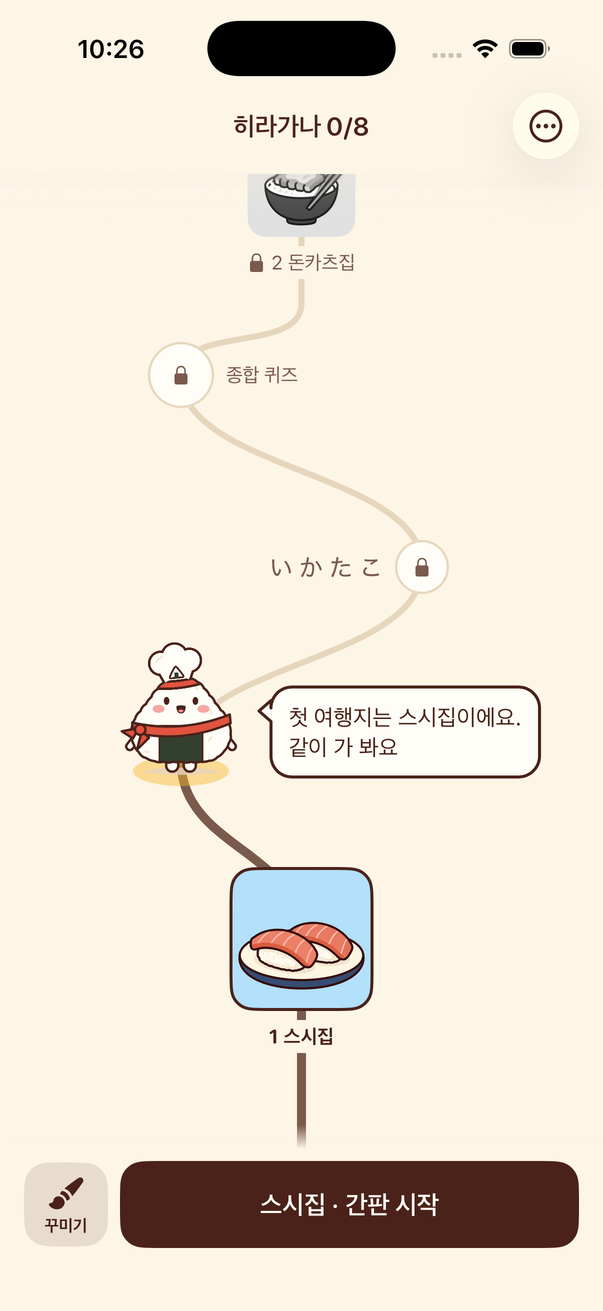 10:26
히라가나 0/8
2 돈카츠집
종합 퀴즈
い か た こ
첫 여행지는 스시집이에요.
같이 가 봐요
1 스시집
꾸미기
스시집 · 간판 시작